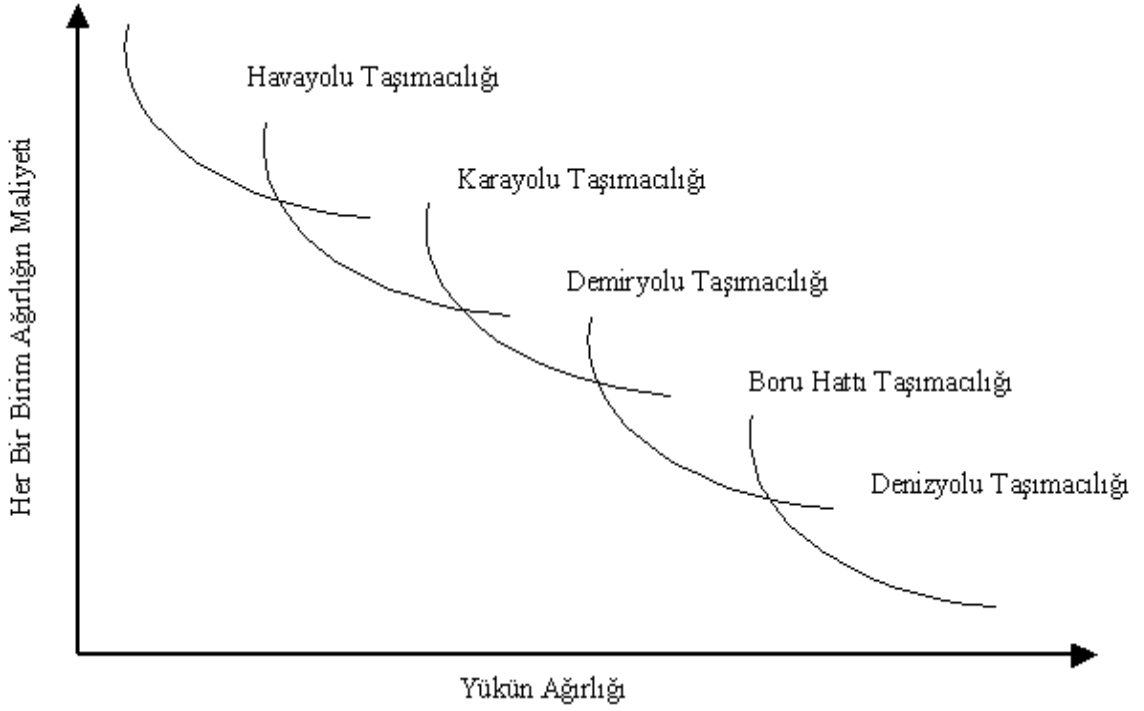 Havayolu Taşımacılığı
Karayolu Taşımacılığı
Demiryolu Taşımacılığı
Boru Hattı Taşımacılığı
Denizyolu Taşımacılığı
Her Bir Birim Ağırlığın Maliyeti
Yükün Ağırlığı